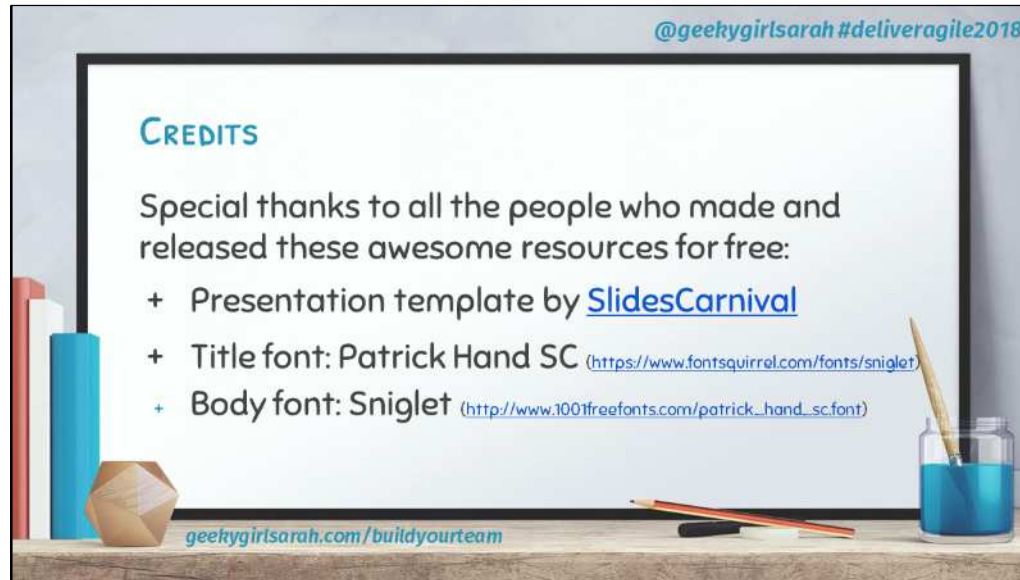 @geekygirlsarah #deliveragile2018
CREDITS
Special thanks to all the people who made and
released these awesome resources for free:
+ Presentation template by SlidesCarnival
+ Title font: Patrick Hand SC (https://www.fontsquirrel.com/fonts/sniglet)
+ Body font: Sniglet (http://www.1001freefonts.com/patrick_hand_sc.font)
geekygirlsarah.com/buildyourteam